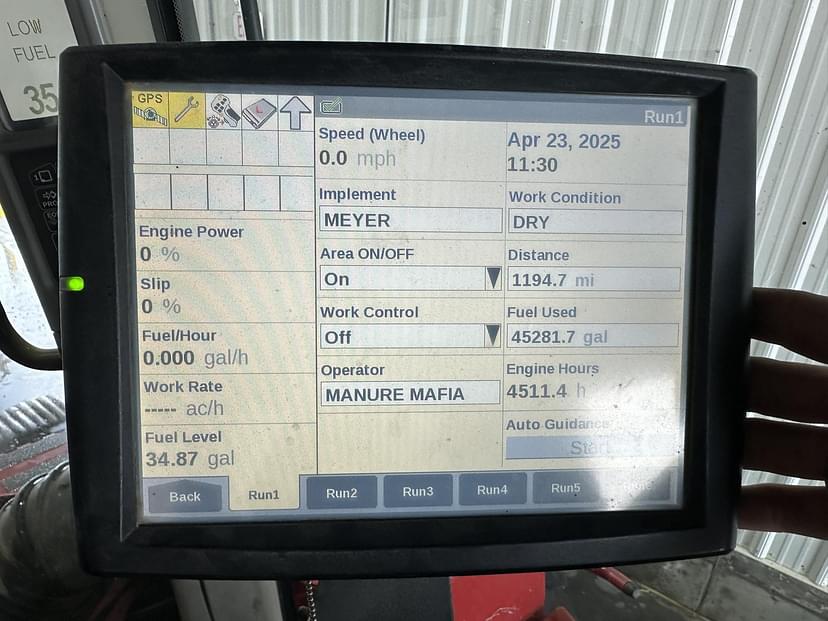 LOW
FUEL
35
GPS
Run1
Speed (Wheel)
0.0 mph
Apr 23, 2025
11:30
Implement
MEYER
Work Condition
DRY
Engine Power
0 %
Area ON/OFF
On
Distance
1194.7 mi
Slip
0 %
Work Control
Off
Fuel Used
45281.7 gal
Fuel/Hour
0.000 gal/h
Operator
MANURE MAFIA
Engine Hours
4511.4 h
Work Rate
----- ac/h
Auto Guidance
Start
Fuel Level
34.87 gal
Back
Run1
Run2
Run3
Run4
Run5